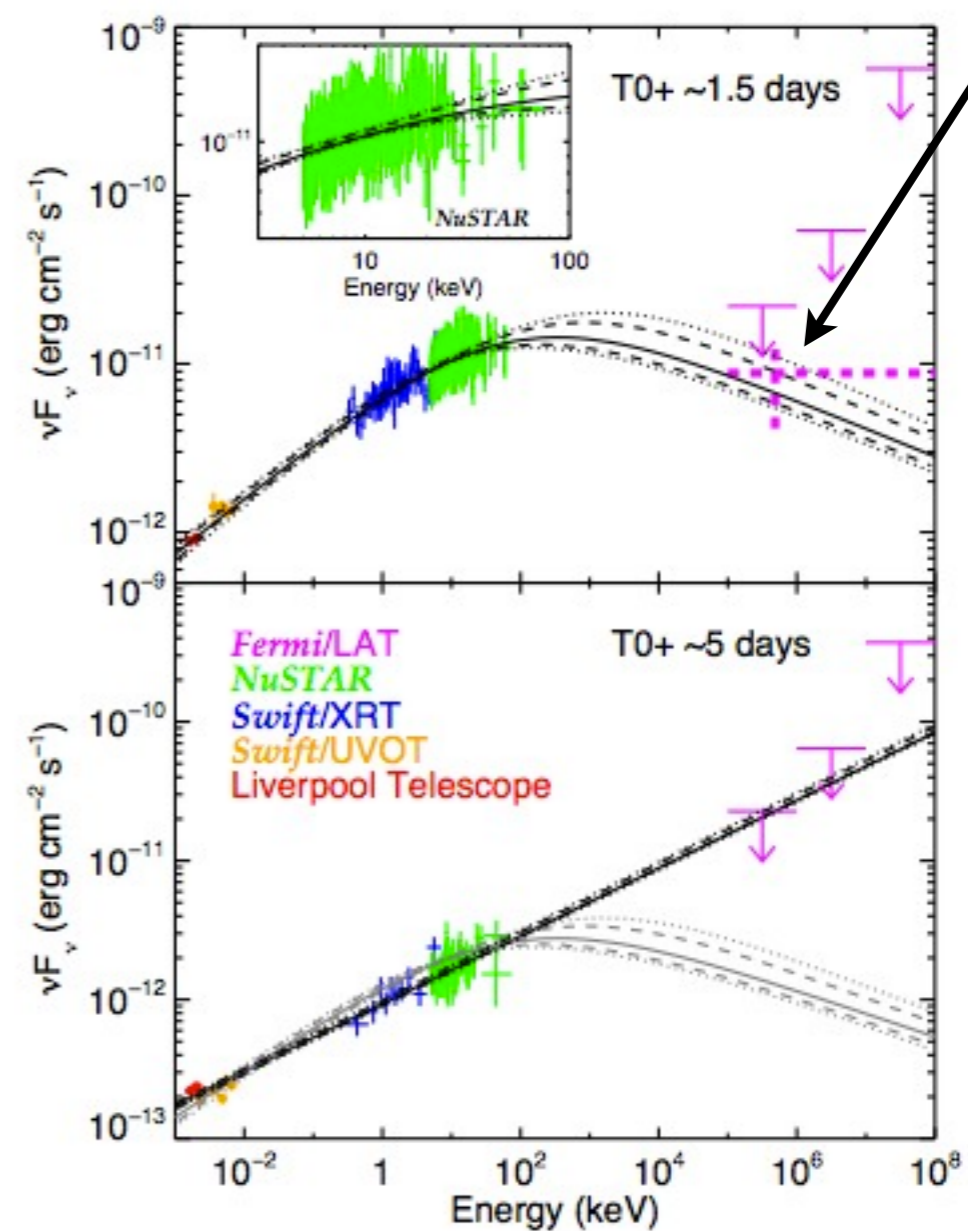 10⁻⁹
T0+ ~1.5 days
10⁻¹¹
NuSTAR
10
100
Energy (keV)
10⁻¹⁰
νFᵥ (erg cm⁻² s⁻¹)
10⁻¹¹
10⁻¹²
10⁻⁹
Fermi/LAT
T0+ ~5 days
NuSTAR
Swift/XRT
Swift/UVOT
Liverpool Telescope
10⁻¹⁰
νFᵥ (erg cm⁻² s⁻¹)
10⁻¹¹
10⁻¹²
10⁻¹³
10⁻²
1
10²
10⁴
10⁶
10⁸
Energy (keV)